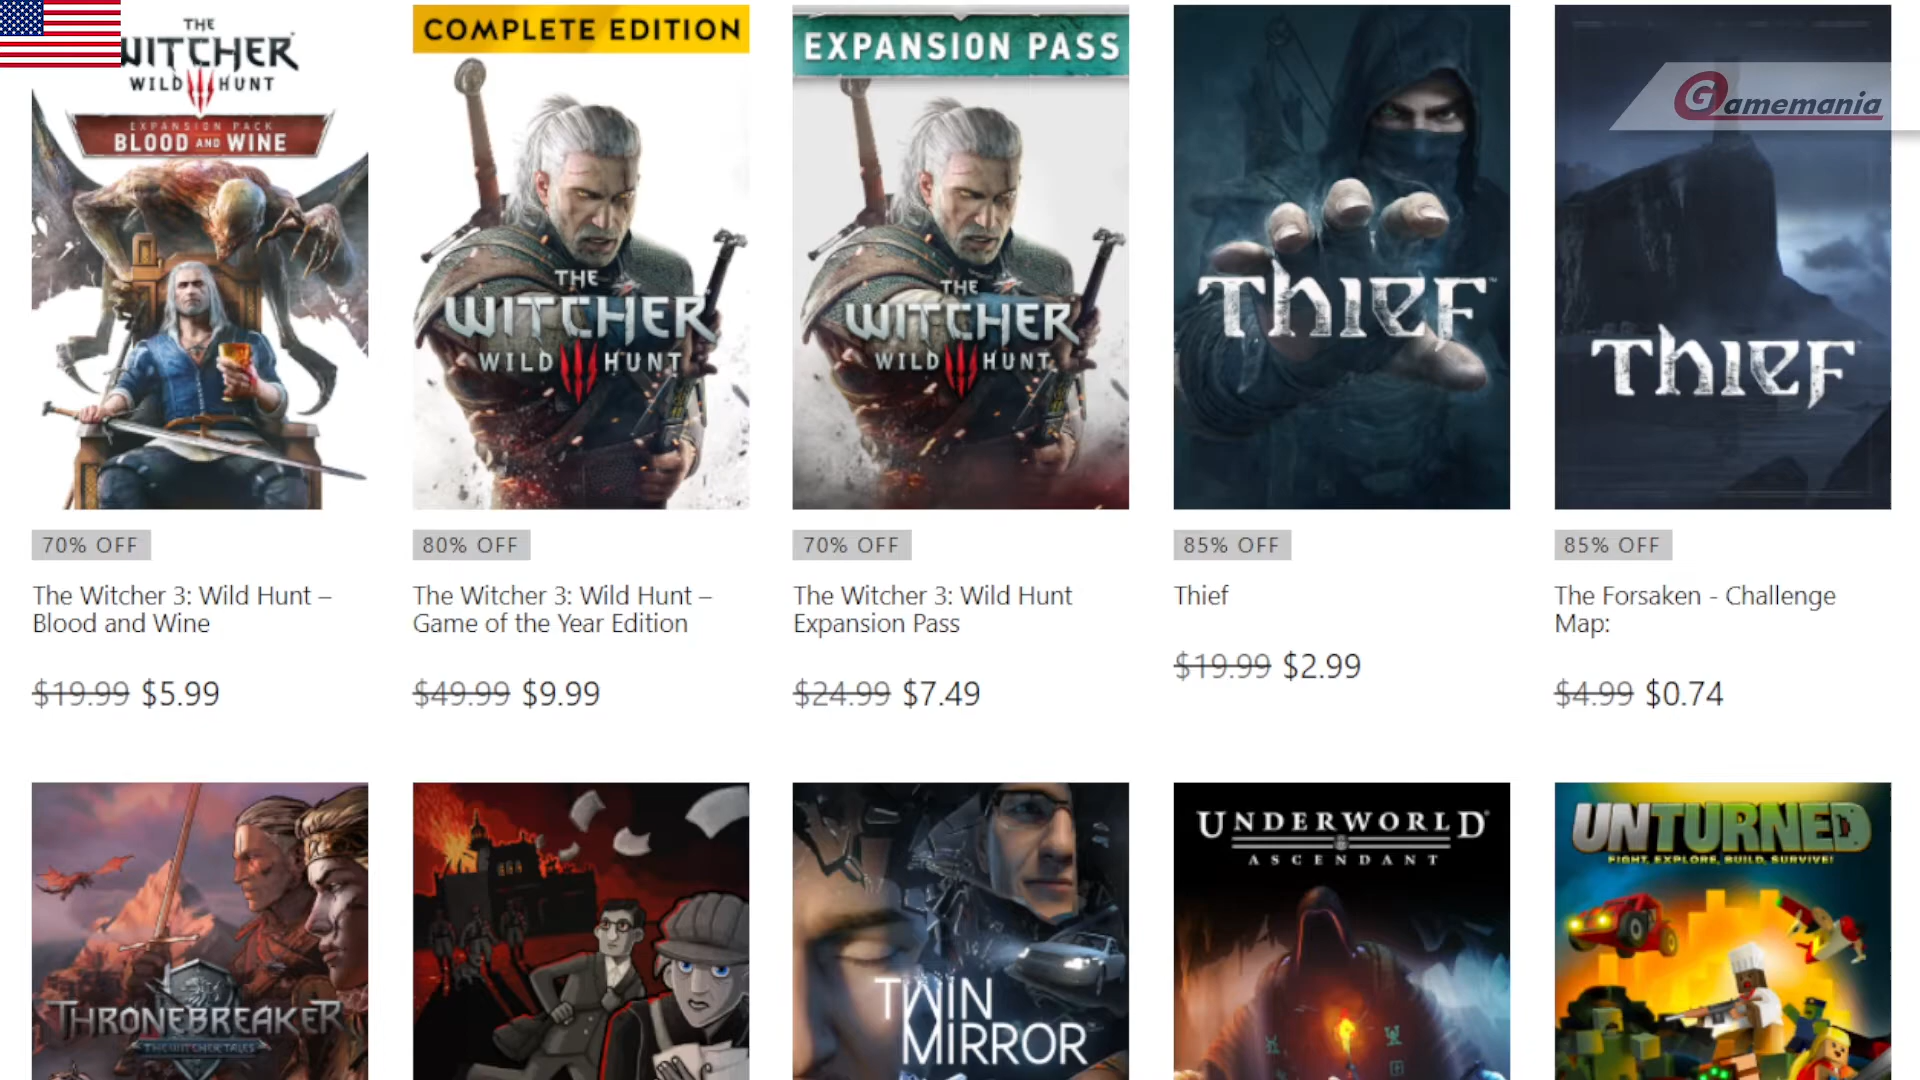 THE
WITCHER
WILD HUNT
EXPANSION PACK
BLOOD AND WINE
COMPLETE EDITION
THE
WITCHER
WILD HUNT
EXPANSION PASS
THE
WITCHER
WILD HUNT
THIEF
Gamemania
THIEF
70% OFF
The Witcher 3: Wild Hunt –
Blood and Wine
$19.99 $5.99
80% OFF
The Witcher 3: Wild Hunt –
Game of the Year Edition
$49.99 $9.99
70% OFF
The Witcher 3: Wild Hunt
Expansion Pass
$24.99 $7.49
85% OFF
Thief
$19.99 $2.99
85% OFF
The Forsaken - Challenge
Map:
$4.99 $0.74
THRONEBREAKER
THE WITCHER TALES
TWIN
MIRROR
UNDERWORLD
ASCENDANT
UNTURNED
FIGHT, EXPLORE, BUILD, SURVIVE!